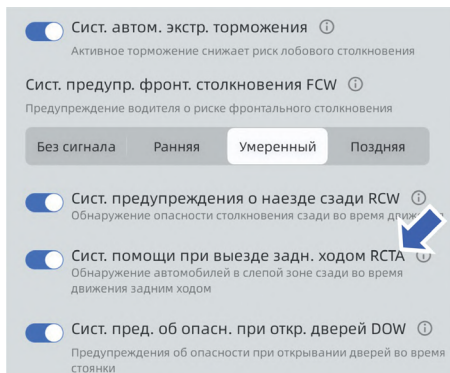 Сист. автом. экстр. торможения
Активное торможение снижает риск лобового столкновения
Сист. предупр. фронт. столкновения FCW
Предупреждение водителя о риске фронтального столкновения
Без сигнала Ранняя Умеренный Поздняя
Сист. предупреждения о наезде сзади RCW
Обнаружение опасности столкновения сзади во время
Сист. помощи при выезде задн. ходом RCTA
Обнаружение автомобилей в слепой зоне сзади во время
движения задним ходом
Сист. пред. об опасн. при откр. дверей DOW
Предупреждения об опасности при открывании дверей во время
стоянки